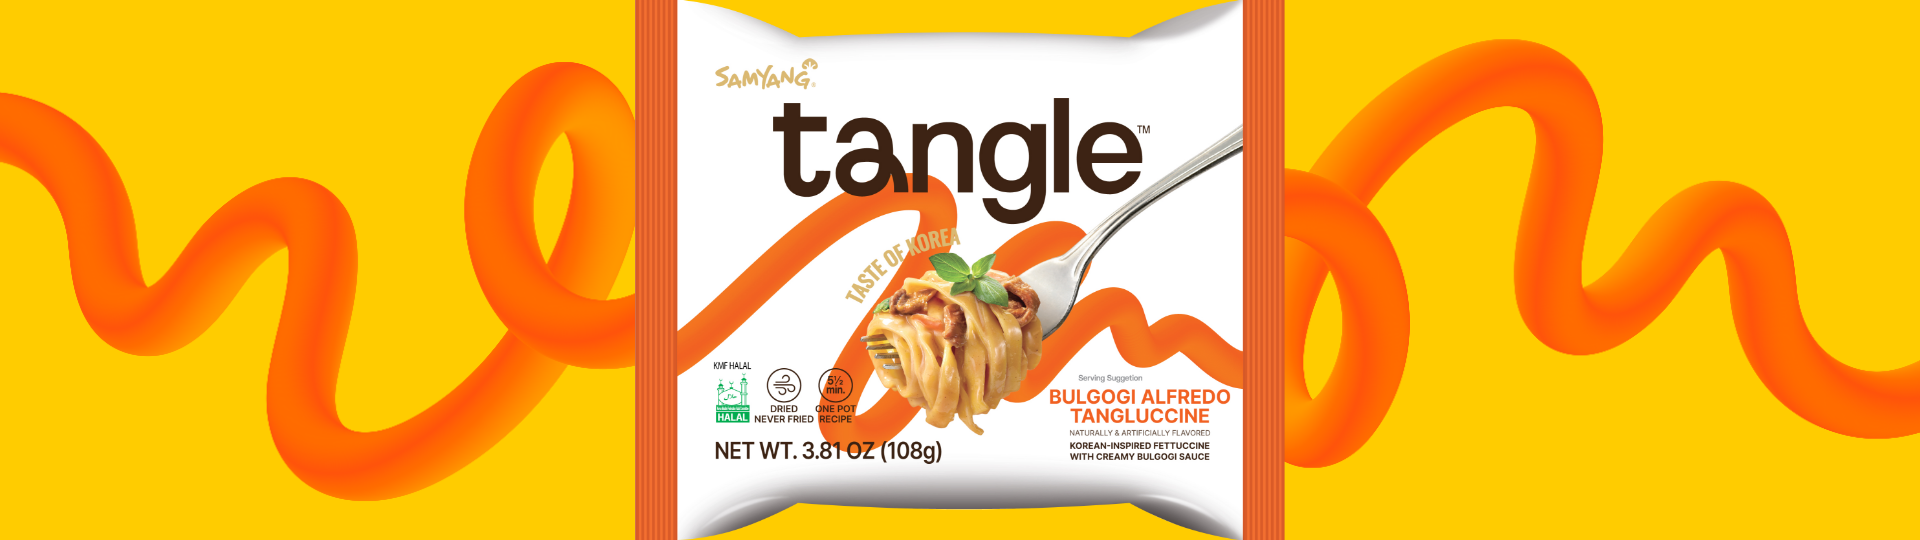 SAMYANG
tangle™
TASTE OF KOREA
KMF HALAL
HALAL
DRIED
NEVER FRIED
5½
min.
ONE POT
RECIPE
NET WT. 3.81 OZ (108g)
Serving Suggetion
BULGOGI ALFREDO
TANGLUCCINE
NATURALLY & ARTIFICIALLY FLAVORED
KOREAN-INSPIRED FETTUCCINE
WITH CREAMY BULGOGI SAUCE